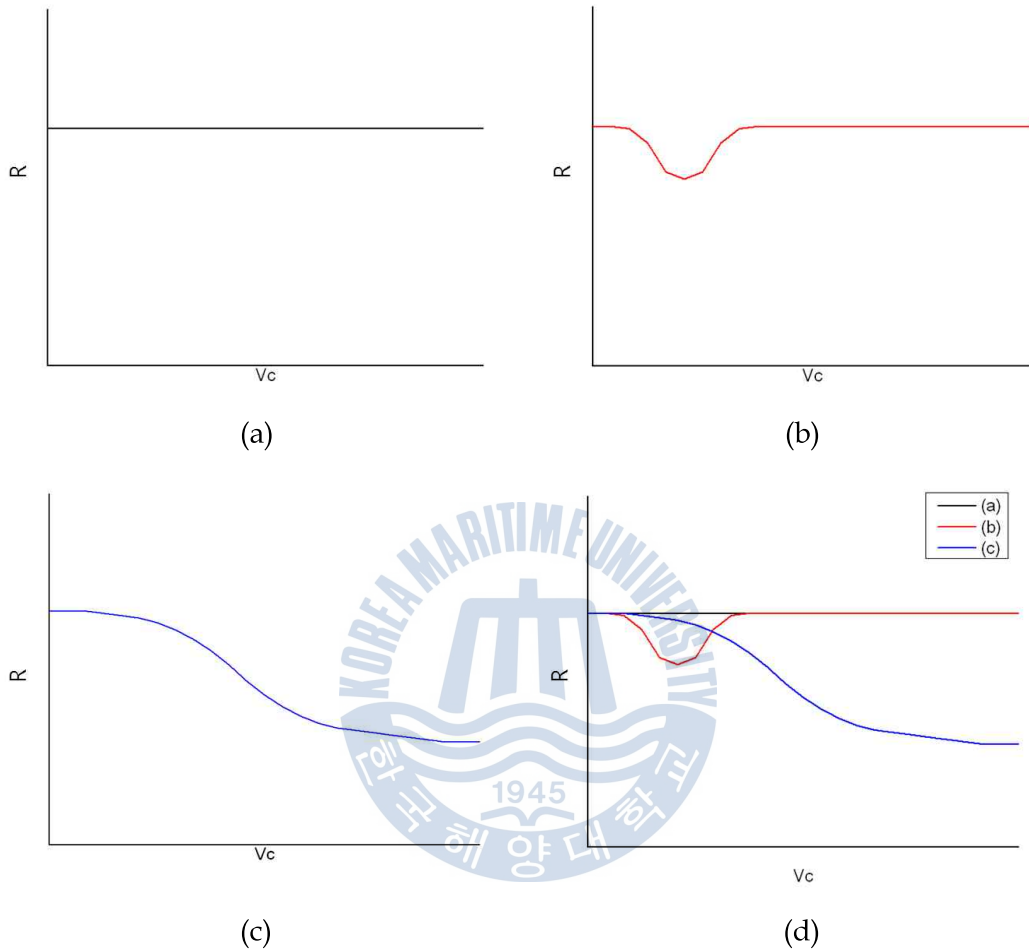 R
Vc
(a)
R
Vc
(b)
R
Vc
(c)
(a)
(b)
(c)
R
Vc
(d)
KOREA MARITIME UNIVERSITY
1945
한국해양대학교